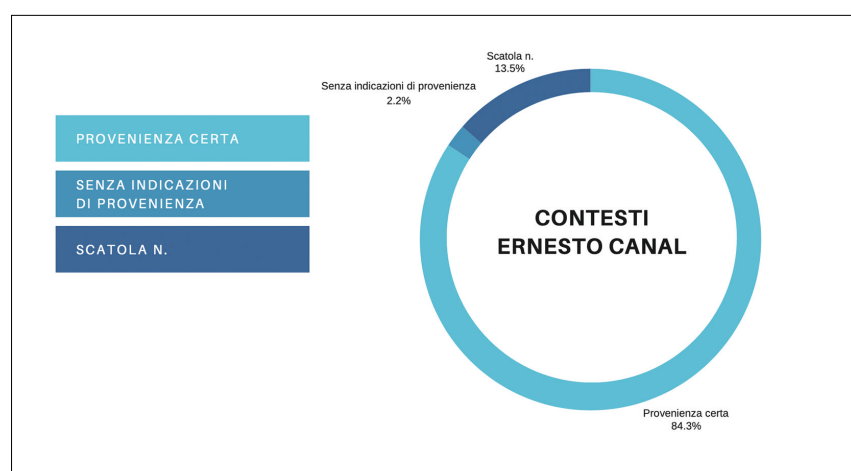 Scatola n.
13.5%
Senza indicazioni di provenienza
2.2%
PROVENIENZA CERTA
SENZA INDICAZIONI
DI PROVENIENZA
SCATOLA N.
CONTESTI
ERNESTO CANAL
Provenienza certa
84.3%